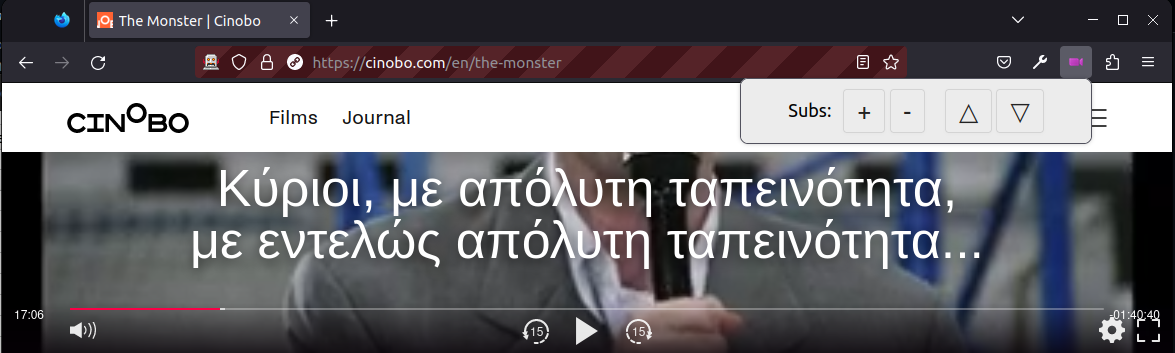 The Monster | Cinobo
https://cinobo.com/en/the-monster
CINOBO
Films
Journal
Subs:
+
-
Κύριοι, με απόλυτη ταπεινότητα,
με εντελώς απόλυτη ταπεινότητα...
17:06
-01:40:40
15
15